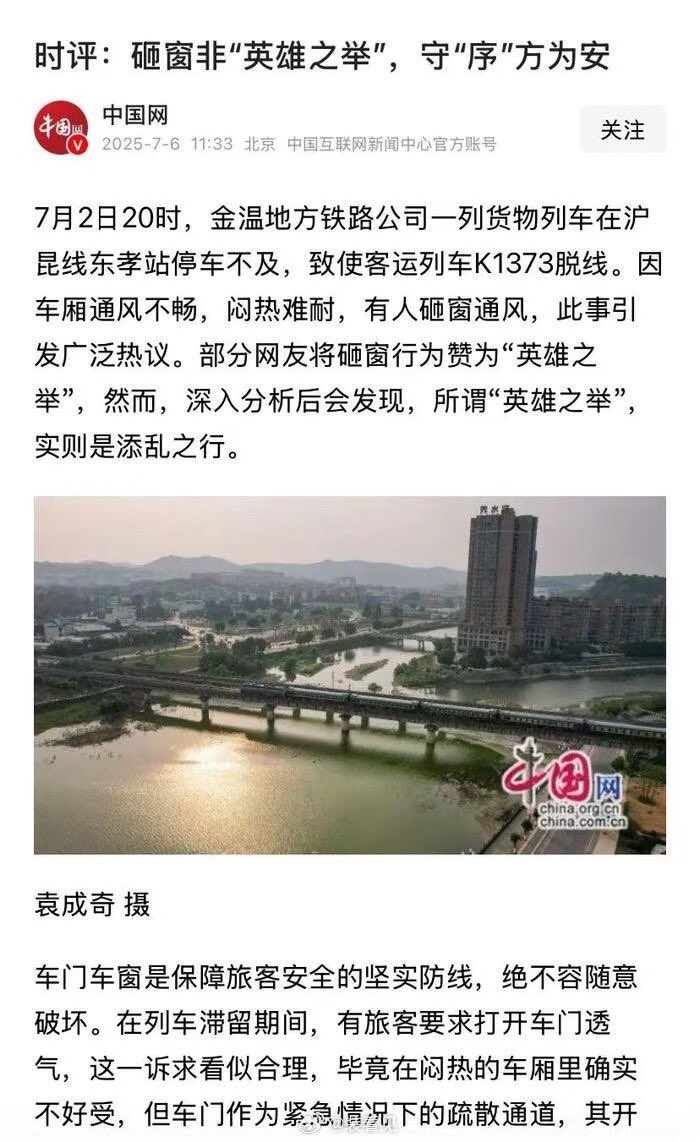 时评：砸窗非“英雄之举”，守“序”方为安
中国网
2025-7-6 11:33 北京 中国互联网新闻中心官方账号
关注
7月2日20时，金温地方铁路公司一列货物列车在沪
昆线东孝站停车不及，致使客运列车K1373脱线。因
车厢通风不畅，闷热难耐，有人砸窗通风，此事引
发广泛热议。部分网友将砸窗行为赞为“英雄之
举”，然而，深入分析后会发现，所谓“英雄之举”，
实则是添乱之行。
中国网
china.org.cn
china.com.cn
袁成奇 摄
车门车窗是保障旅客安全的坚实防线，绝不容随意
破坏。在列车滞留期间，有旅客要求打开车门透
气，这一诉求看似合理，毕竟在闷热的车厢里确实
不好受，但车门作为紧急情况下的疏散通道，其开